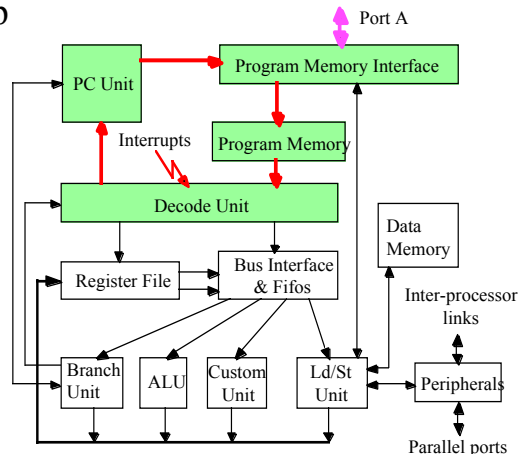 Port A
PC Unit
Program Memory Interface
Interrupts
Program Memory
Decode Unit
Data
Memory
Register File
Bus Interface
& Fifos
Inter-processor
links
Branch
Unit
ALU
Custom
Unit
Ld/St
Unit
Peripherals
Parallel ports